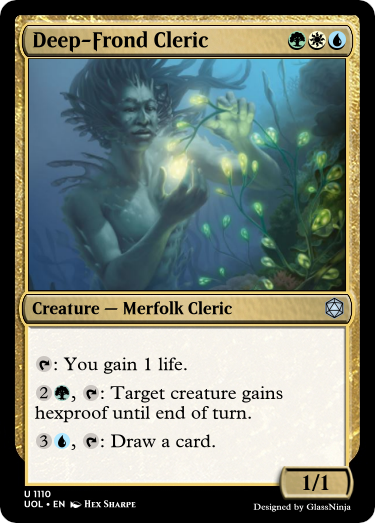 Deep-Frond Cleric
Creature — Merfolk Cleric
: You gain 1 life.
2, : Target creature gains
hexproof until end of turn.
3, : Draw a card.
1/1
U 1110
UOL • EN Hex Sharpe
Designed by GlassNinja